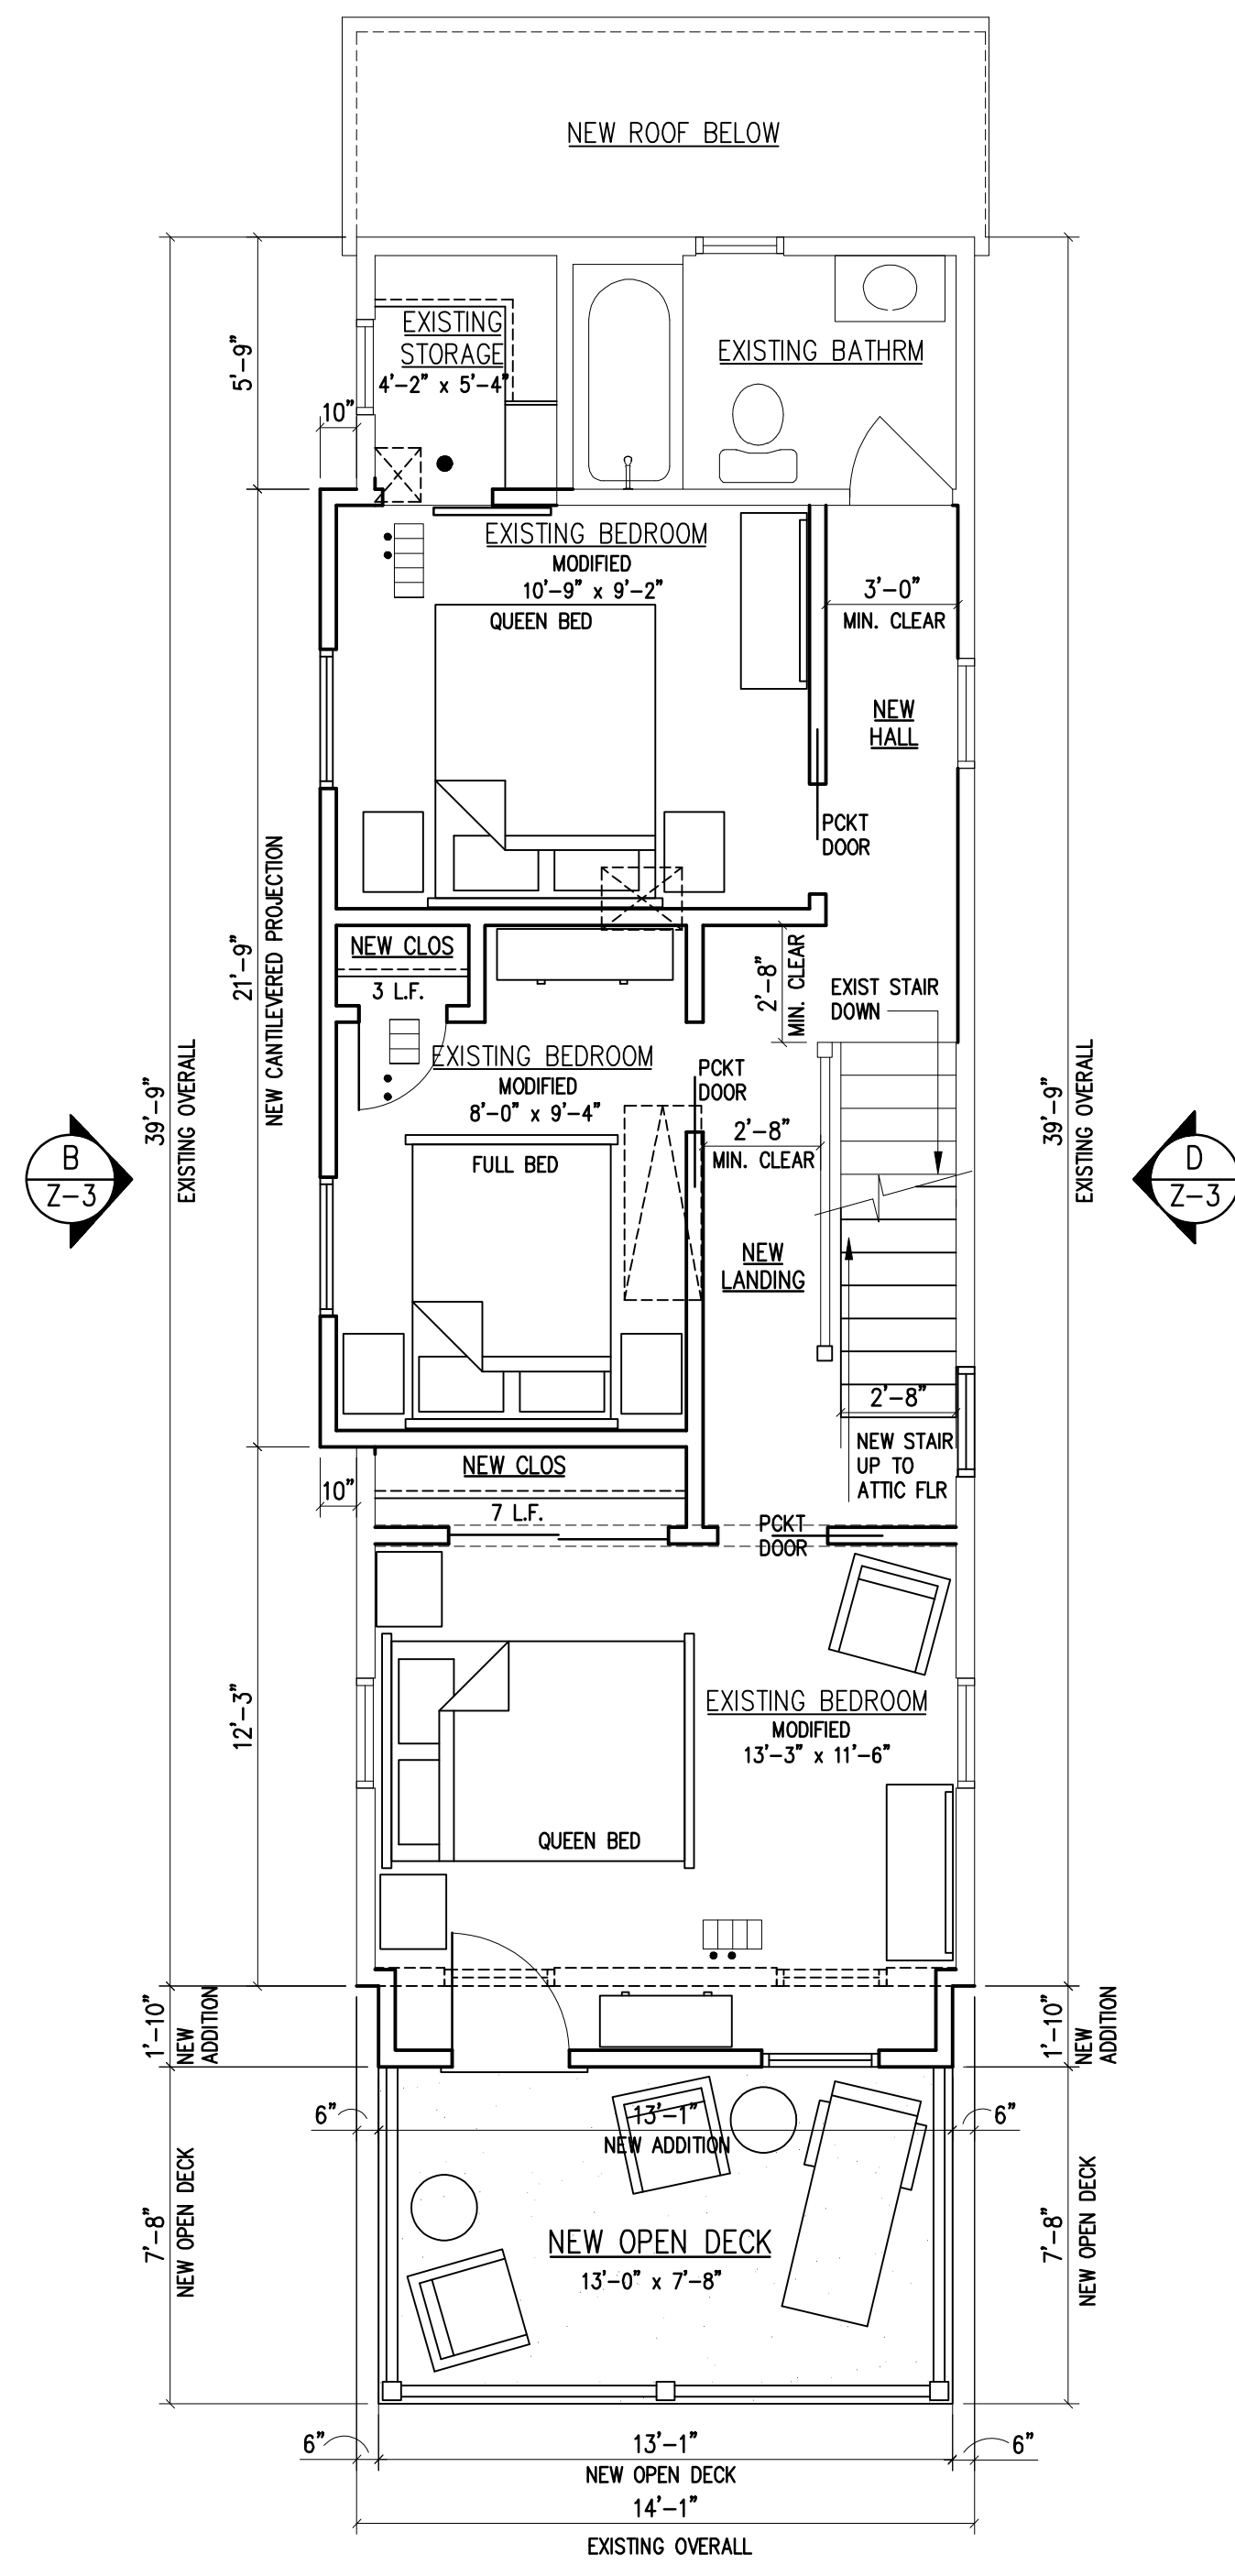 NEW ROOF BELOW
5'-9"
10"
EXISTING
STORAGE
4'-2" x 5'-4"
EXISTING BATHRM
EXISTING BEDROOM
MODIFIED
10'-9" x 9'-2"
QUEEN BED
3'-0"
MIN. CLEAR
NEW
HALL
PCKT
DOOR
39'-9"
EXISTING OVERALL
21'-9"
NEW CANTILEVERED PROJECTION
NEW CLOS
3 L.F.
2'-8"
MIN. CLEAR
EXIST STAIR
DOWN
EXISTING BEDROOM
MODIFIED
8'-0" x 9'-4"
FULL BED
PCKT
DOOR
2'-8"
MIN. CLEAR
39'-9"
EXISTING OVERALL
B
Z-3
D
Z-3
NEW
LANDING
2'-8"
NEW STAIR
UP TO
ATTIC FLR
10"
NEW CLOS
7 L.F.
PCKT
DOOR
12'-3"
EXISTING BEDROOM
MODIFIED
13'-3" x 11'-6"
QUEEN BED
1'-10"
NEW
ADDITION
1'-10"
NEW
ADDITION
6"
13'-1"
NEW ADDITION
6"
7'-8"
NEW OPEN DECK
NEW OPEN DECK
13'-0" x 7'-8"
7'-8"
NEW OPEN DECK
6"
13'-1"
NEW OPEN DECK
6"
14'-1"
EXISTING OVERALL